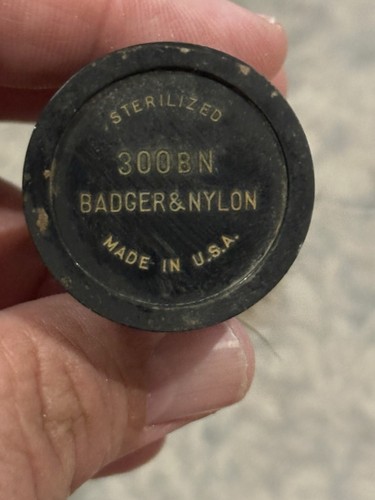 STERILIZED
300BN
BADGER&NYLON
MADE IN U.S.A.